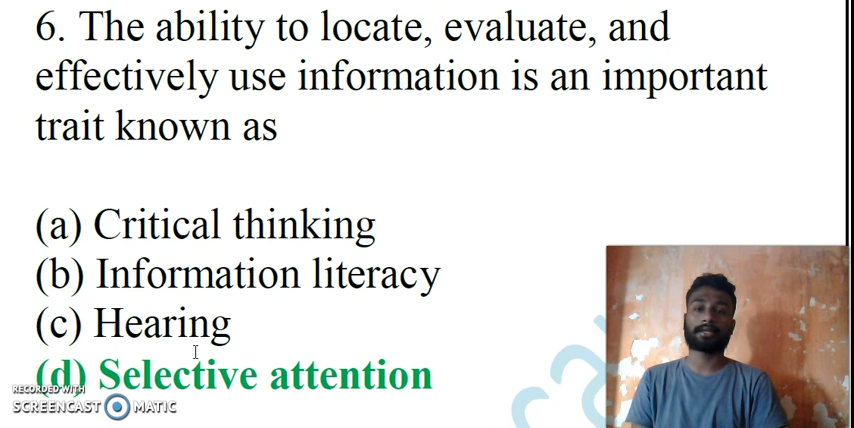 6. The ability to locate, evaluate, and
effectively use information is an important
trait known as
(a) Critical thinking
(b) Information literacy
(c) Hearing
(d) Selective attention
RECORDED WITH
SCREENCAST MATIC
ca